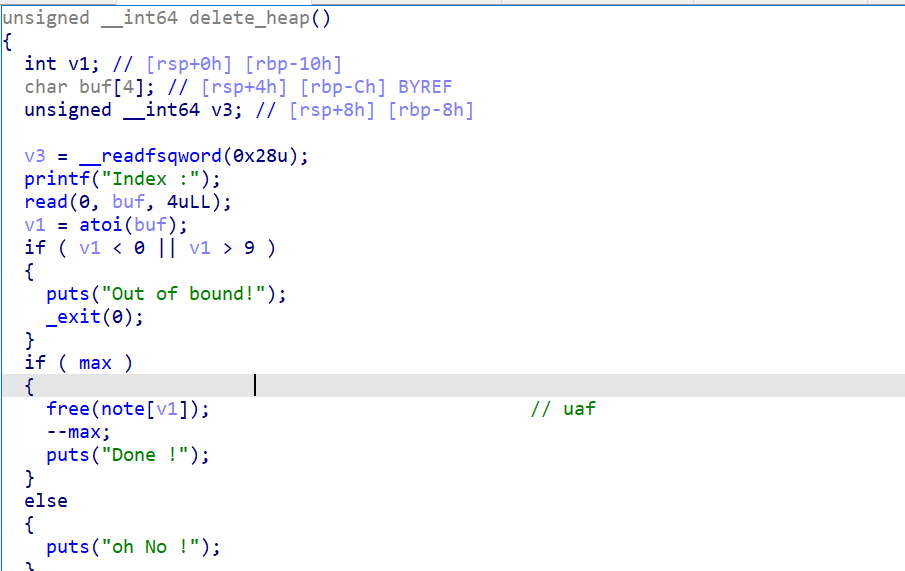 unsigned __int64 delete_heap()
{
  int v1; // [rsp+0h] [rbp-10h]
  char buf[4]; // [rsp+4h] [rbp-Ch] BYREF
  unsigned __int64 v3; // [rsp+8h] [rbp-8h]

  v3 = __readfsqword(0x28u);
  printf("Index :");
  read(0, buf, 4uLL);
  v1 = atoi(buf);
  if ( v1 < 0 || v1 > 9 )
  {
    puts("Out of bound!");
    _exit(0);
  }
  if ( max )
  {
    free(note[v1]);                             // uaf
    --max;
    puts("Done !");
  }
  else
  {
    puts("oh No !");
  }